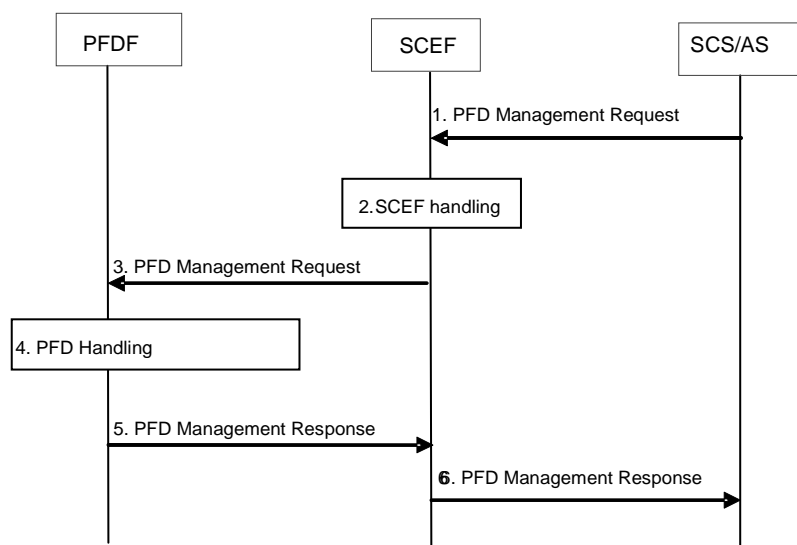 PFDF
SCEF
SCS/AS
1. PFD Management Request
2.SCEF handling
3. PFD Management Request
4. PFD Handling
5. PFD Management Response
6. PFD Management Response